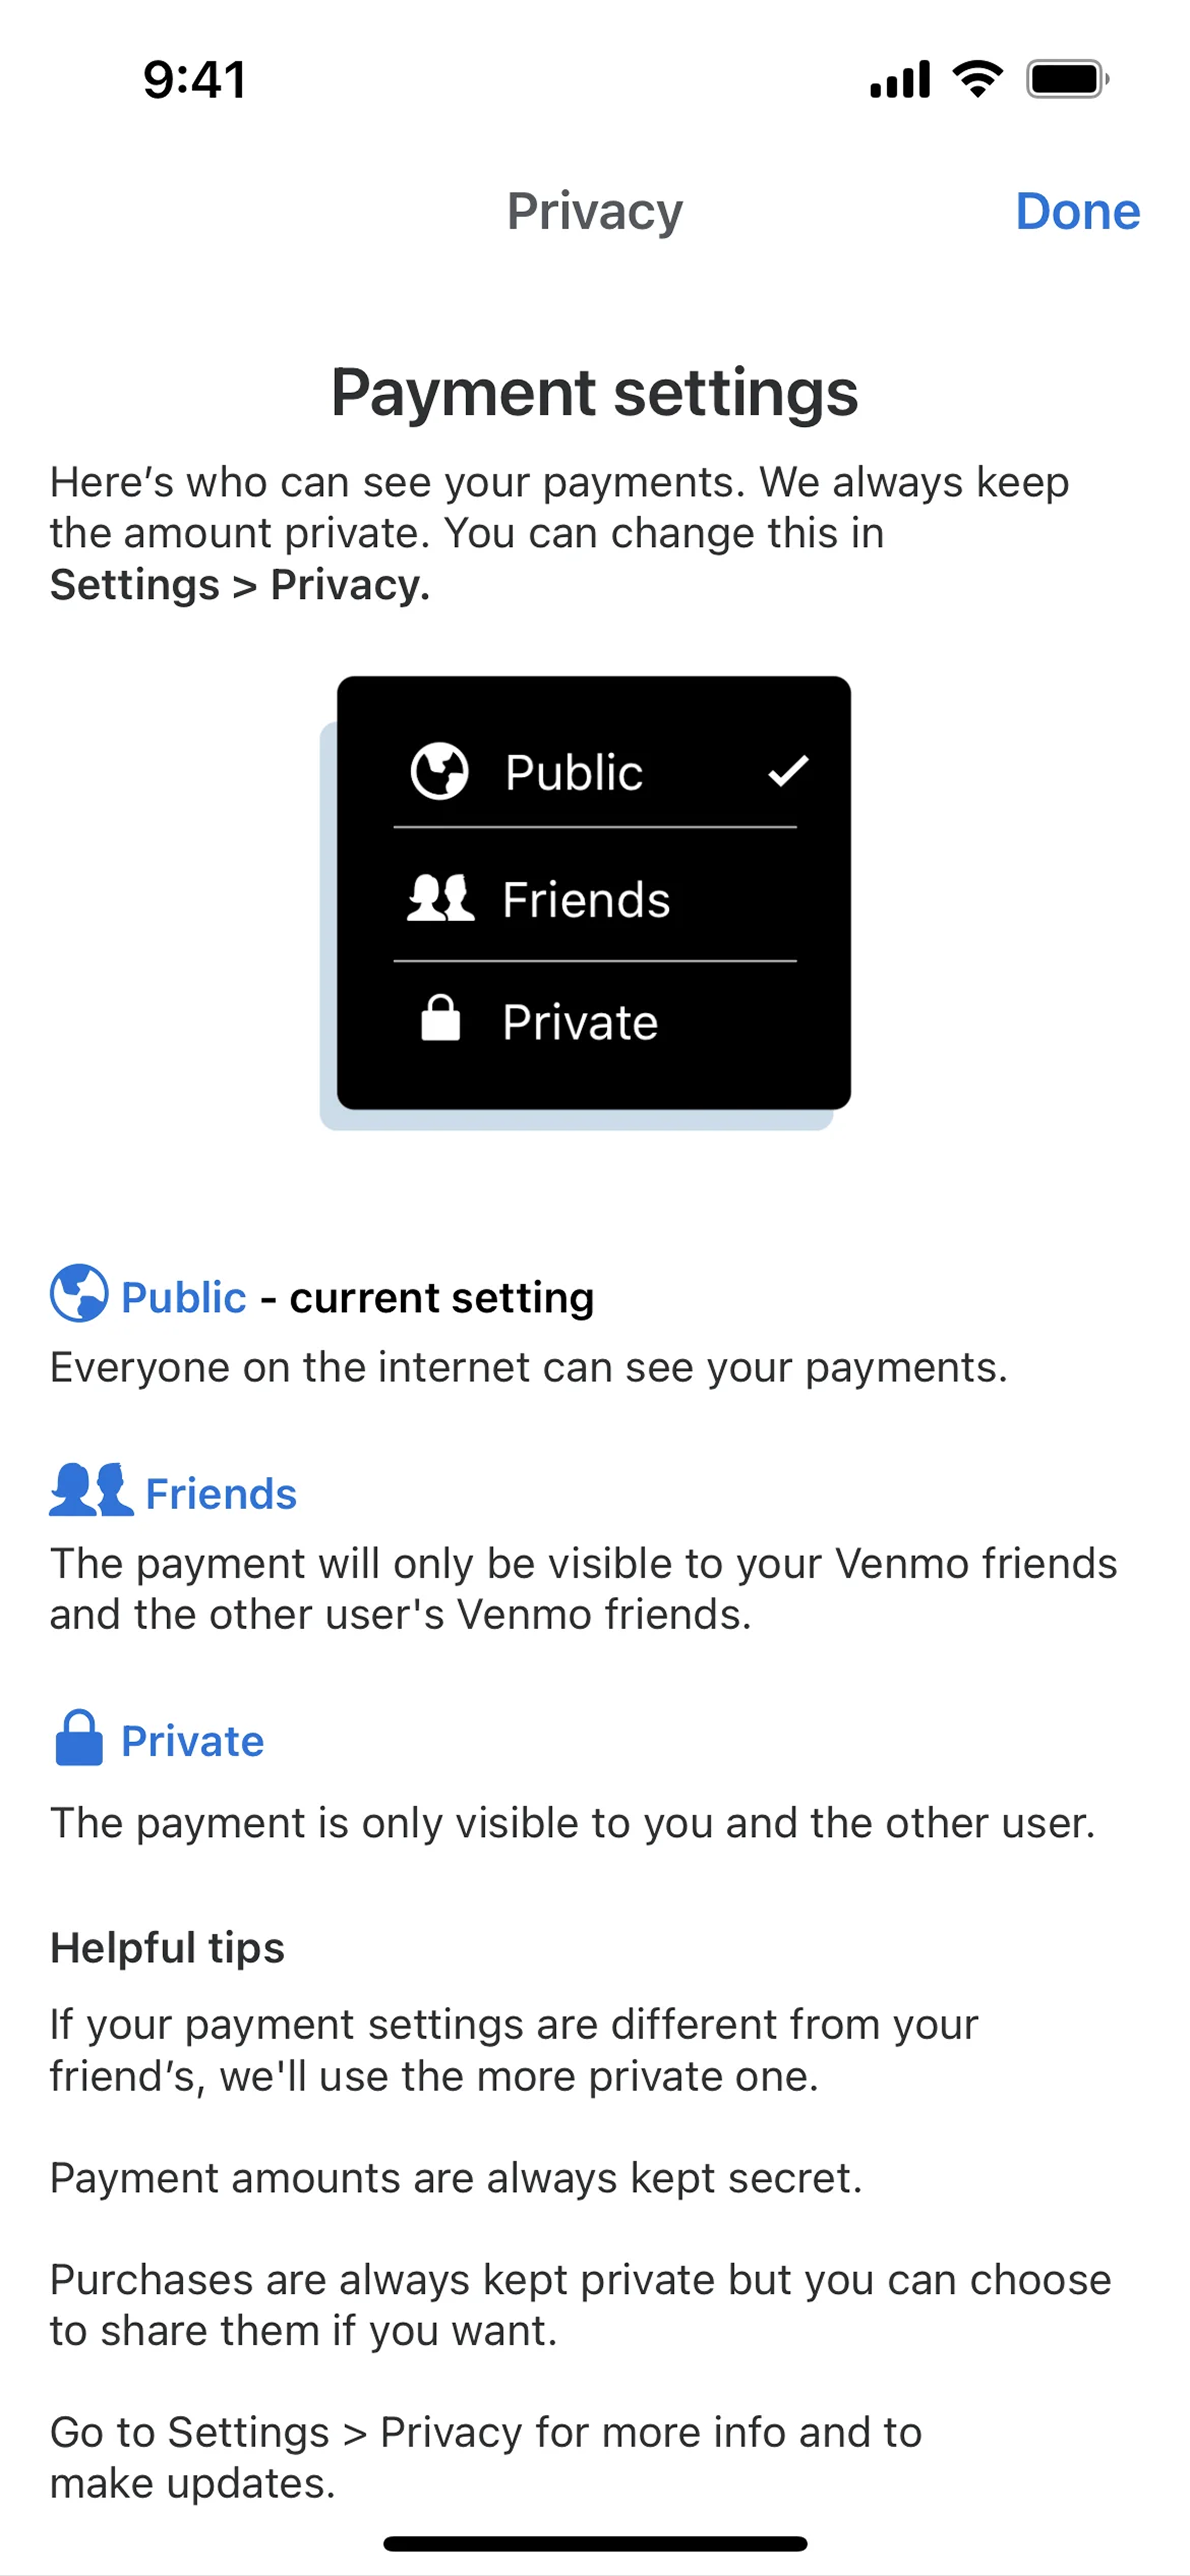 9:41
Privacy
Done
Payment settings
Here’s who can see your payments. We always keep
the amount private. You can change this in
Settings > Privacy.
Public
Friends
Private
Public - current setting
Everyone on the internet can see your payments.
Friends
The payment will only be visible to your Venmo friends
and the other user's Venmo friends.
Private
The payment is only visible to you and the other user.
Helpful tips
If your payment settings are different from your
friend’s, we'll use the more private one.
Payment amounts are always kept secret.
Purchases are always kept private but you can choose
to share them if you want.
Go to Settings > Privacy for more info and to
make updates.